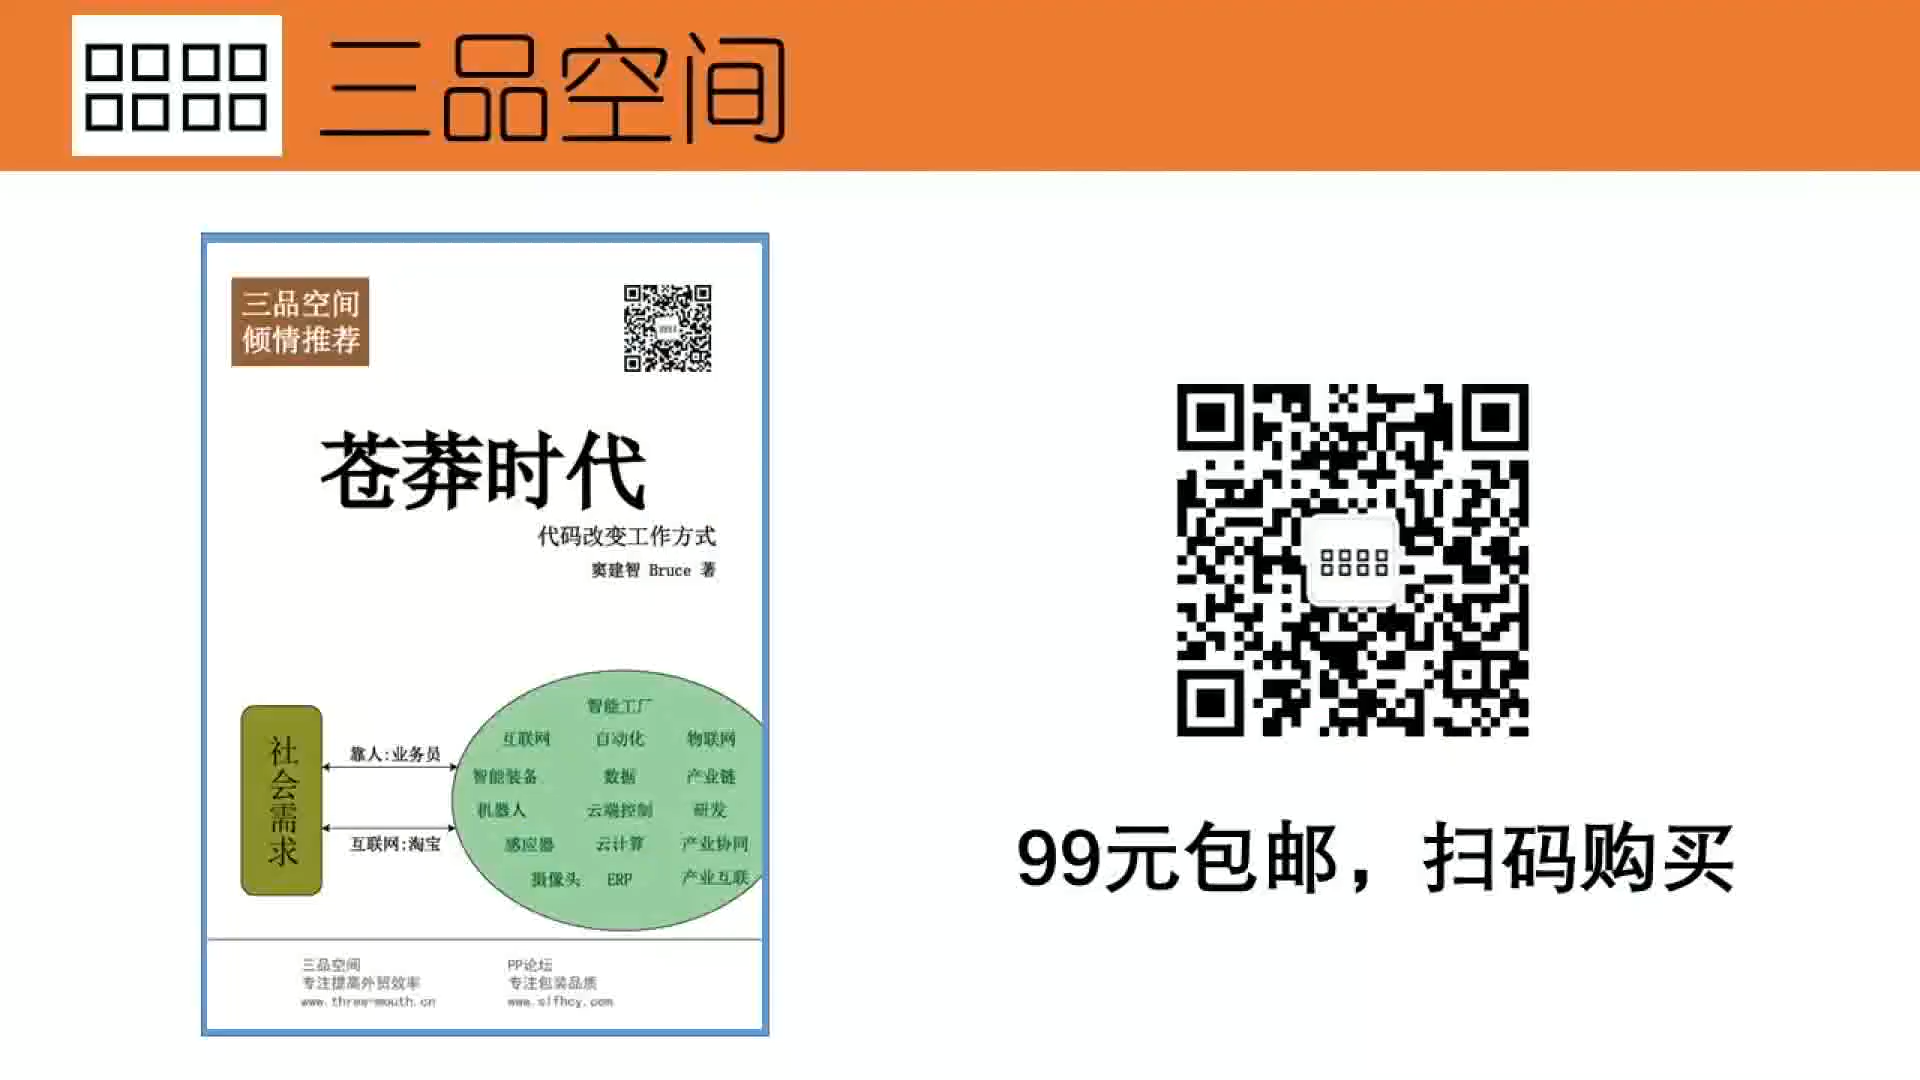 三品空间
三品空间
倾情推荐
苍莽时代
代码改变工作方式
窦建智 Bruce 著
社会需求
靠人:业务员
互联网:淘宝
智能工厂
互联网 自动化 物联网
智能装备 数据 产业链
机器人 云端控制 研发
感应器 云计算 产业协同
摄像头 ERP 产业互联
三品空间
专注提高外贸效率
www.three-mouth.cn
PP论坛
专注包装品质
www.slfhcy.com
99元包邮，扫码购买